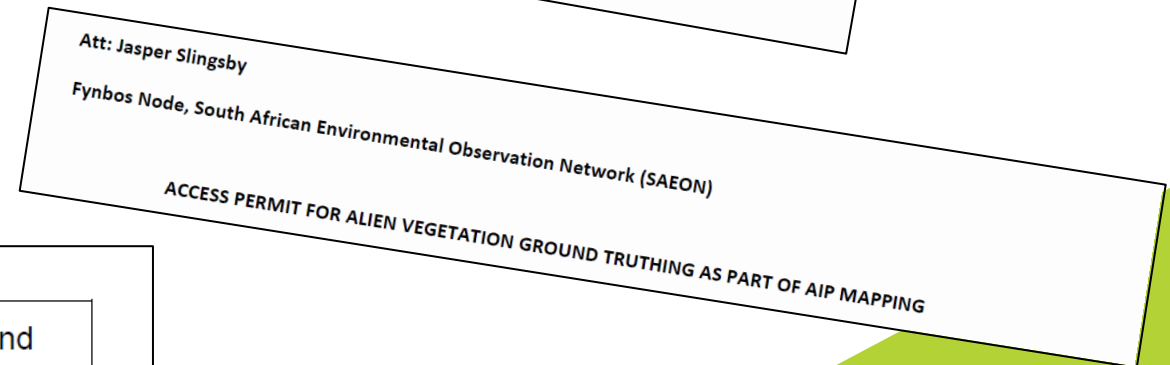 Att: Jasper Slingsby
Fynbos Node, South African Environmental Observation Network (SAEON)
ACCESS PERMIT FOR ALIEN VEGETATION GROUND TRUTHING AS PART OF AIP MAPPING
nd